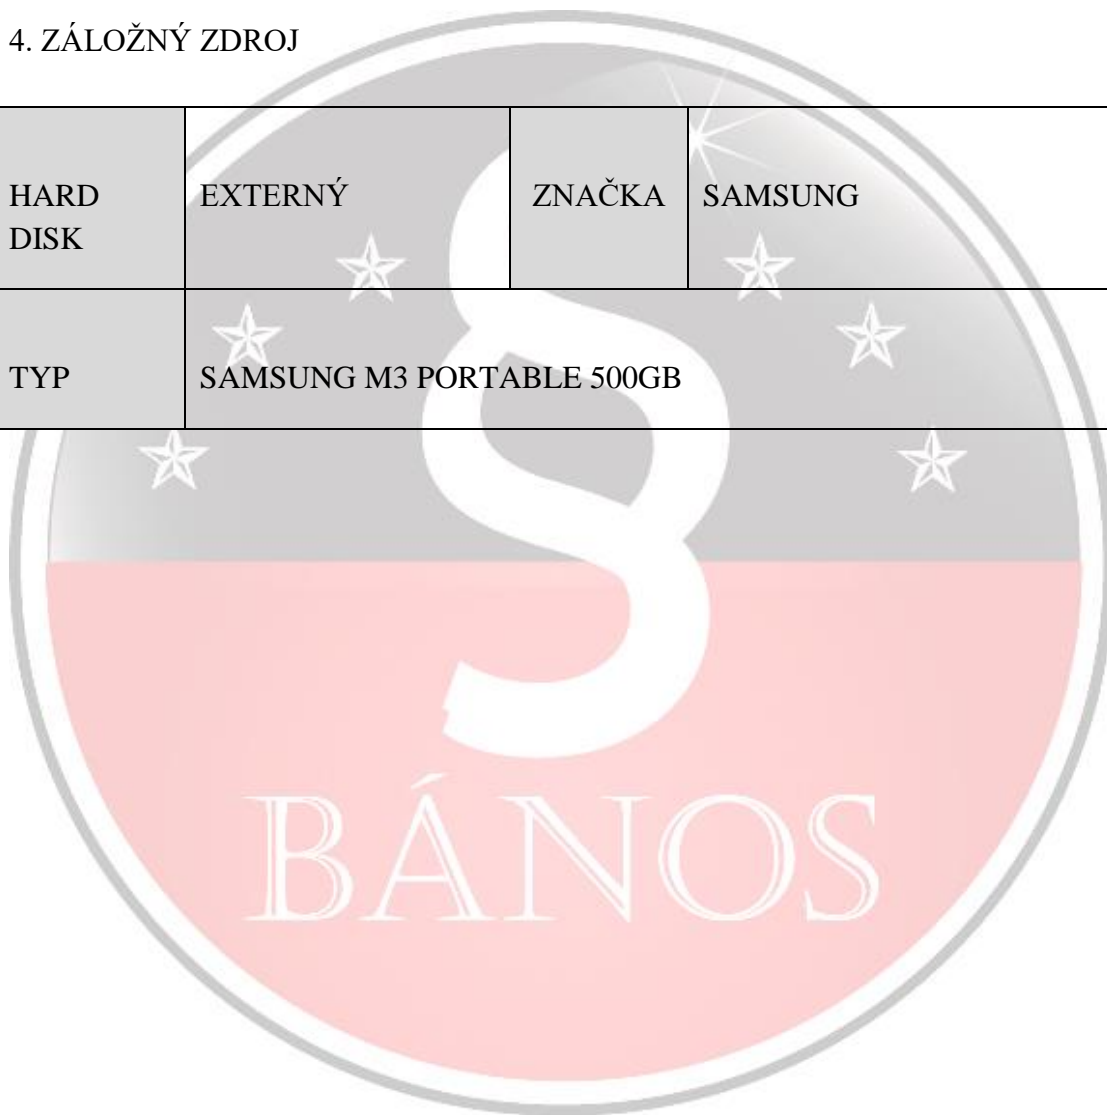 4. ZÁLOŽNÝ ZDROJ
HARD DISK EXTERNÝ ZNAČKA SAMSUNG
TYP SAMSUNG M3 PORTABLE 500GB
§
BÁNOS